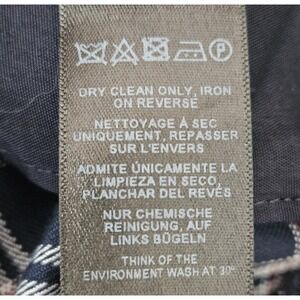 P
DRY CLEAN ONLY, IRON
ON REVERSE
NETTOYAGE À SEC
UNIQUEMENT, REPASSER
SUR L'ENVERS
ADMITE ÚNICAMENTE LA
LIMPIEZA EN SECO,
PLANCHAR DEL REVÉS
NUR CHEMISCHE
REINIGUNG, AUF
LINKS BÜGELN
THINK OF THE
ENVIRONMENT WASH AT 30°